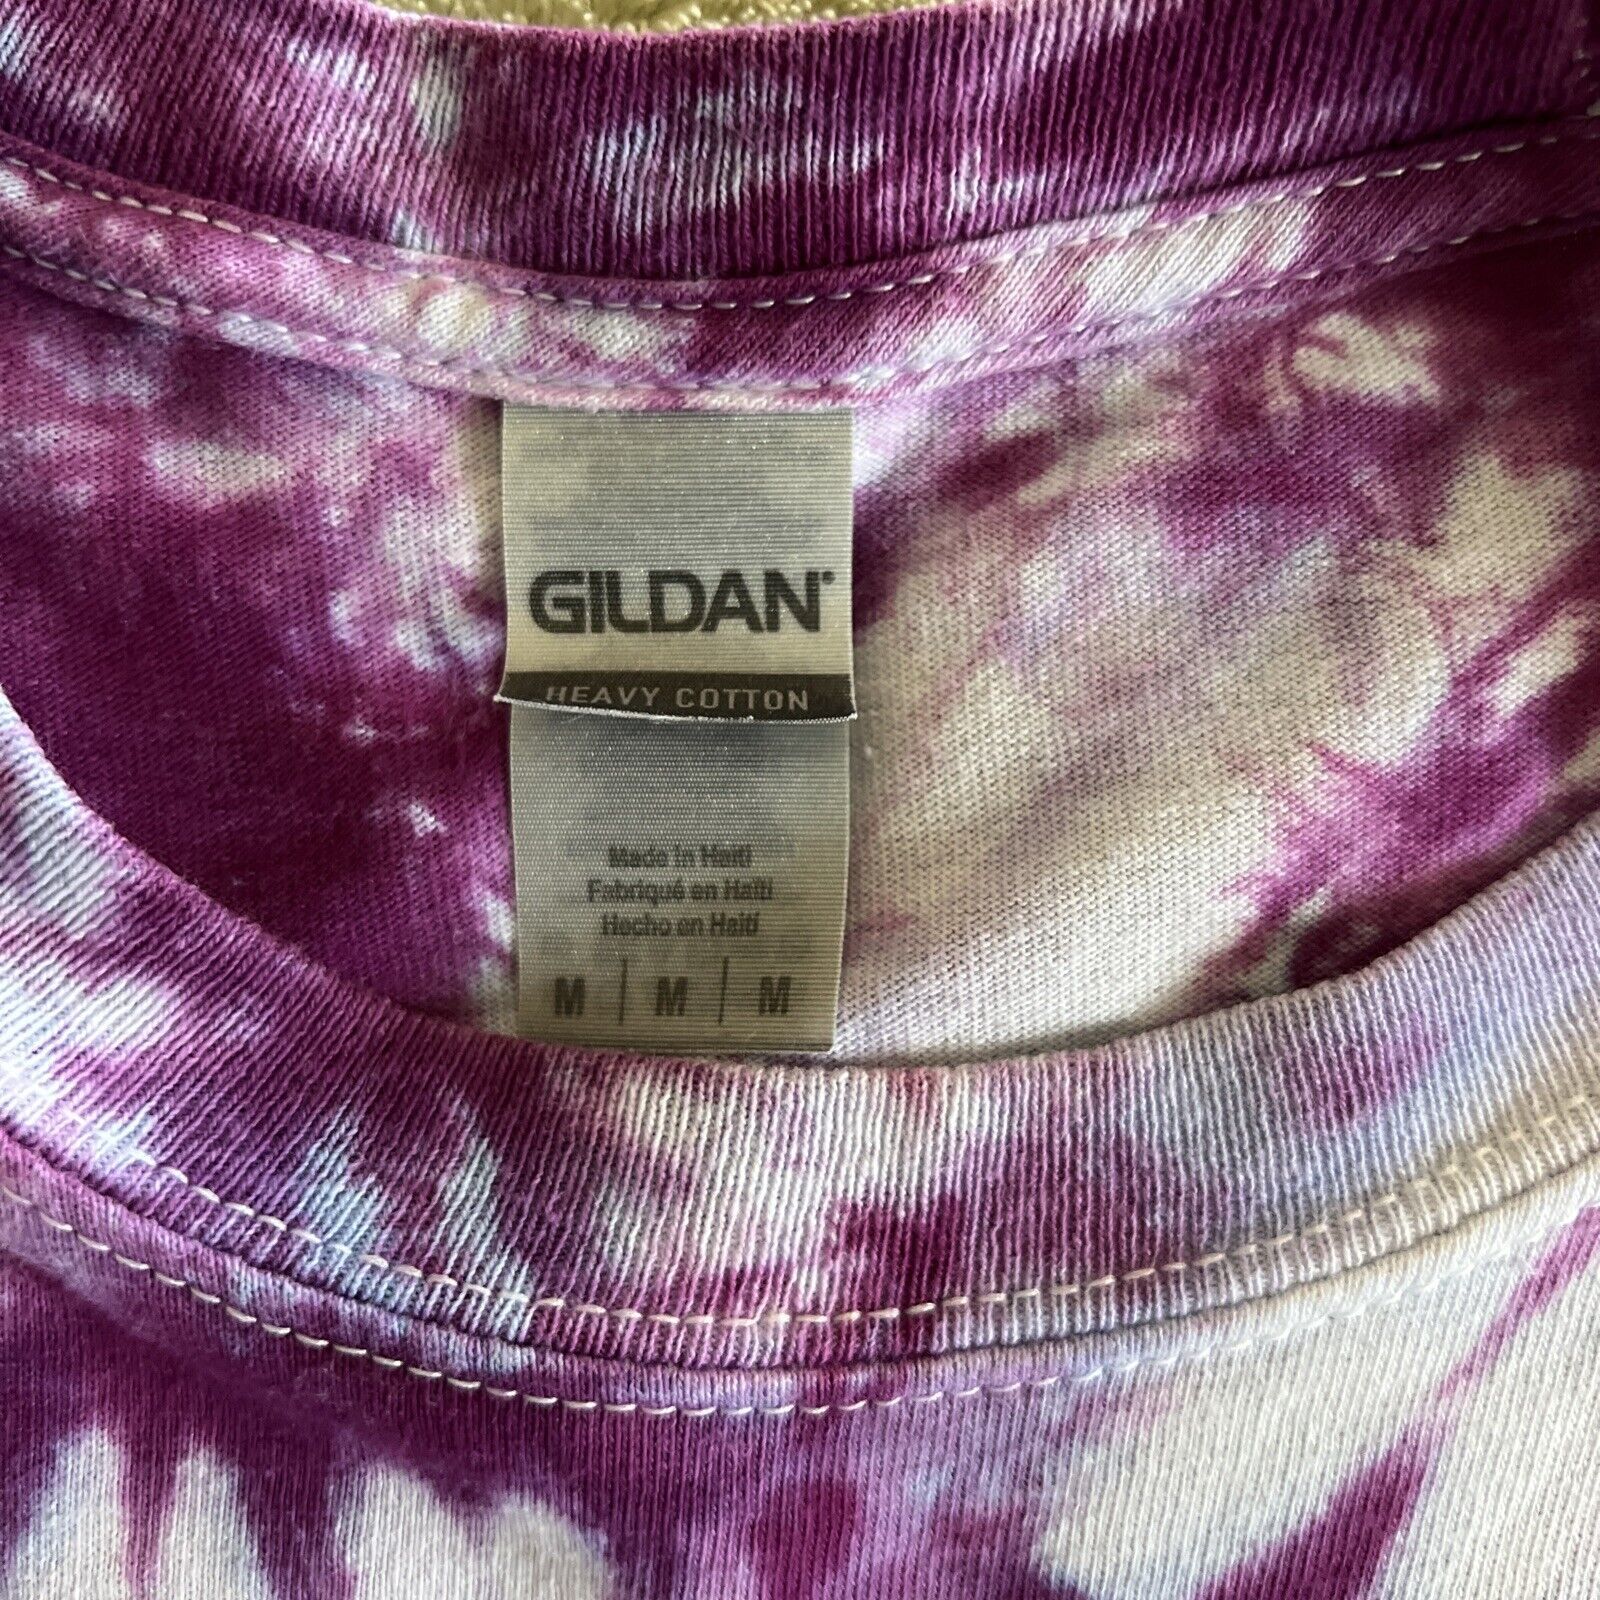 GILDAN®
HEAVY COTTON
Made in Haiti
Fabriqué en Haïti
Hecho en Haití
M | M | M